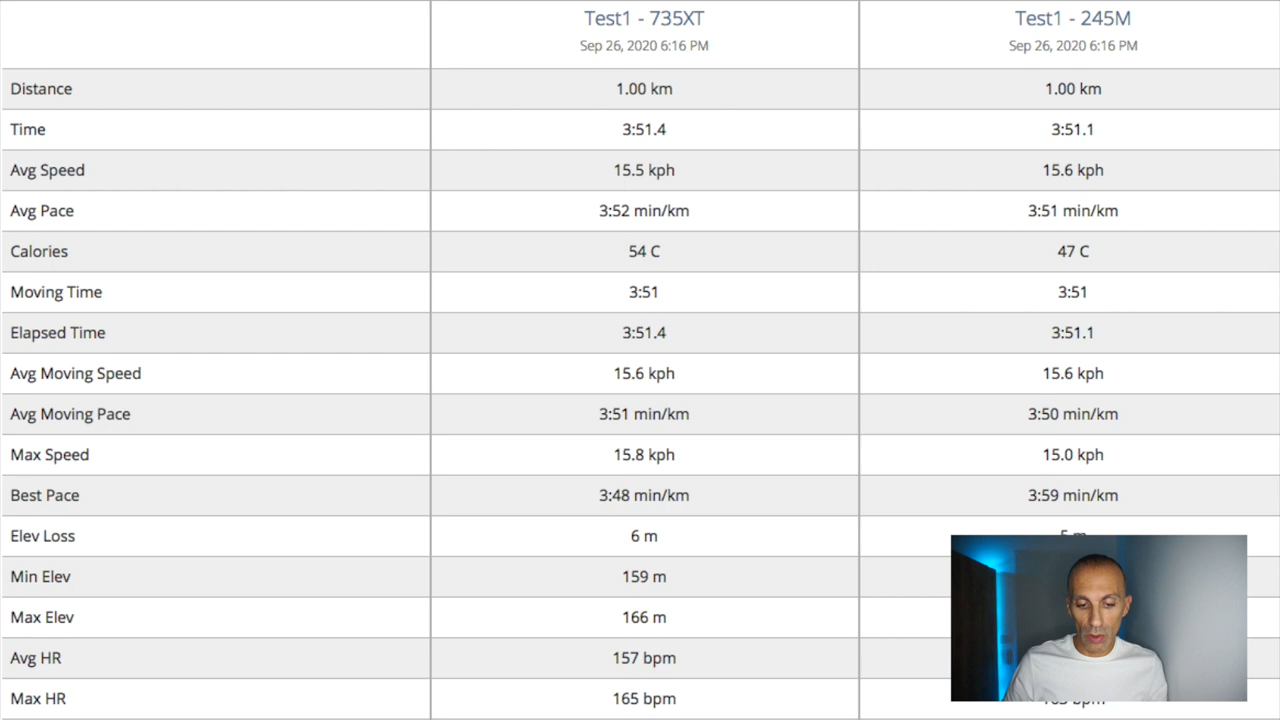 Test1 - 735XT Test1 - 245M
Sep 26, 2020 6:16 PM Sep 26, 2020 6:16 PM
Distance 1.00 km 1.00 km
Time 3:51.4 3:51.1
Avg Speed 15.5 kph 15.6 kph
Avg Pace 3:52 min/km 3:51 min/km
Calories 54 C 47 C
Moving Time 3:51 3:51
Elapsed Time 3:51.4 3:51.1
Avg Moving Speed 15.6 kph 15.6 kph
Avg Moving Pace 3:51 min/km 3:50 min/km
Max Speed 15.8 kph 15.0 kph
Best Pace 3:48 min/km 3:59 min/km
Elev Loss 6 m
Min Elev 159 m
Max Elev 166 m
Avg HR 157 bpm
Max HR 165 bpm